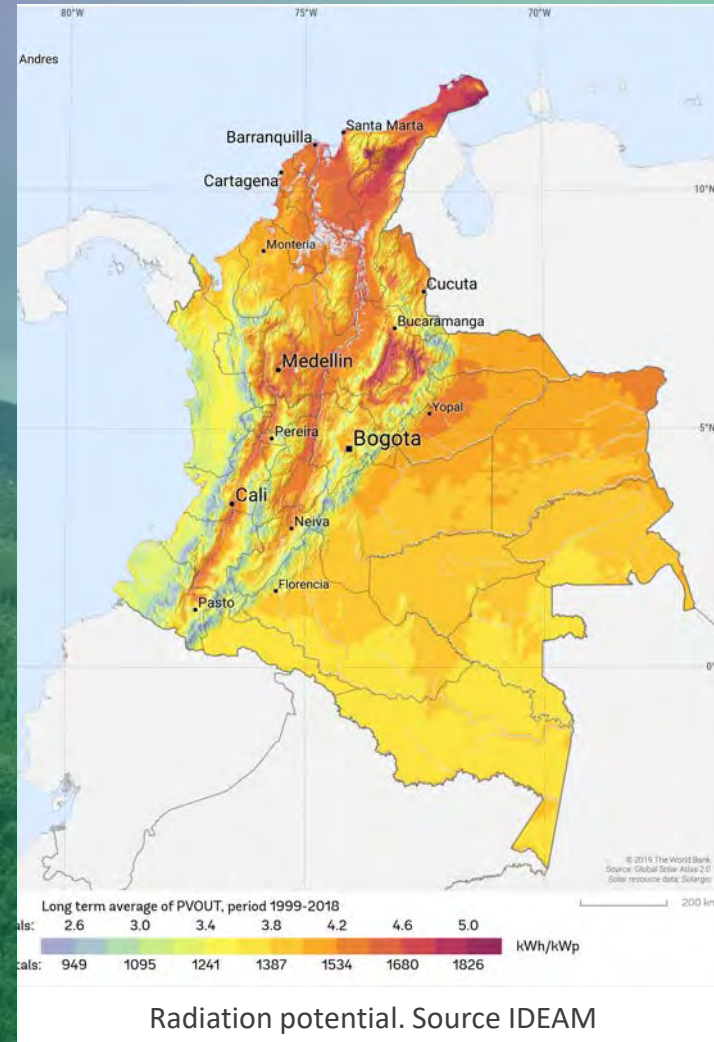 80°W 75°W 70°W
Andres
Santa Marta
Barranquilla
Cartagena
10°N
Monteria
Cucuta
Bucaramanga
Medellin
Yopal
5°N
Pereira
Bogota
Cali
Neiva
Florencia
Pasto
0°
© 2019 The World Bank
Source: Global Solar Atlas 2.0
Solar resource data: Solargis
200 km
Long term average of PVOUT, period 1999-2018
als: 2.6 3.0 3.4 3.8 4.2 4.6 5.0
kWh/kWp
als: 949 1095 1241 1387 1534 1680 1826
Radiation potential. Source IDEAM